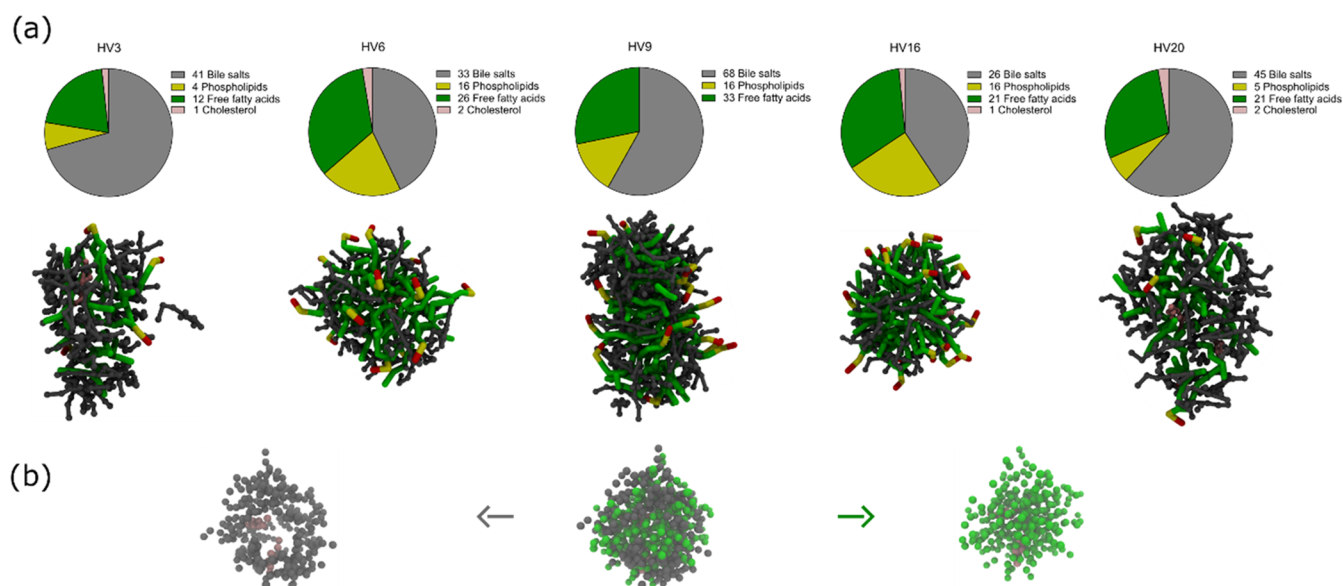 (a)
HV3
41 Bile salts
4 Phospholipids
12 Free fatty acids
1 Cholesterol
HV6
33 Bile salts
16 Phospholipids
26 Free fatty acids
2 Cholesterol
HV9
68 Bile salts
16 Phospholipids
33 Free fatty acids
HV16
26 Bile salts
16 Phospholipids
21 Free fatty acids
1 Cholesterol
HV20
45 Bile salts
5 Phospholipids
21 Free fatty acids
2 Cholesterol
(b)